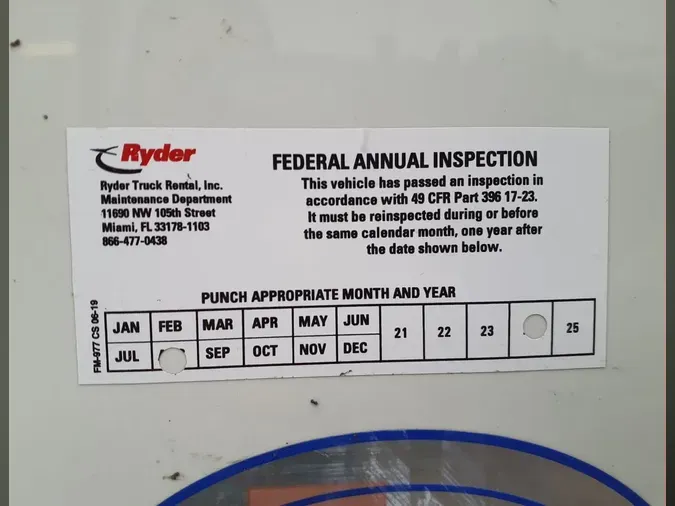 Ryder
Ryder Truck Rental, Inc.
Maintenance Department
11690 NW 105th Street
Miami, FL 33178-1103
866-477-0438
FEDERAL ANNUAL INSPECTION
This vehicle has passed an inspection in
accordance with 49 CFR Part 396 17-23.
It must be reinspected during or before
the same calendar month, one year after
the date shown below.
PUNCH APPROPRIATE MONTH AND YEAR
FM-977 CS 06-19
JAN FEB MAR APR MAY JUN 21 22 23 25
JUL SEP OCT NOV DEC